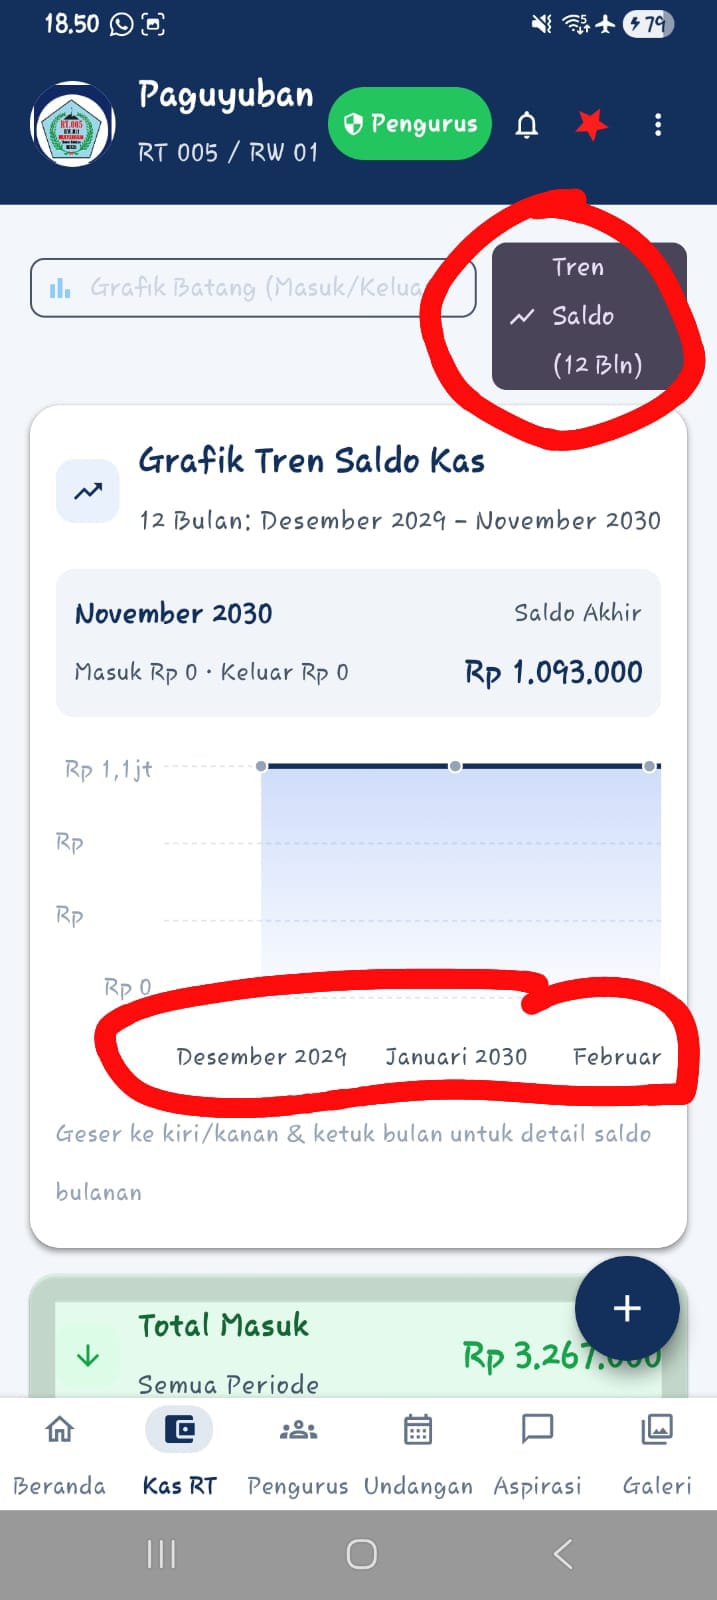 18.50
79
Paguyuban
RT 005 / RW 01
Pengurus
RT.005
Grafik Batang (Masuk/Kelua
Tren
Saldo
(12 Bln)
Grafik Tren Saldo Kas
12 Bulan: Desember 2029 – November 2030
November 2030
Saldo Akhir
Masuk Rp 0 · Keluar Rp 0
Rp 1.093.000
Rp 1,1jt
Rp
Rp
Rp 0
Desember 2029 Januari 2030 Februar
Geser ke kiri/kanan & ketuk bulan untuk detail saldo
bulanan
Total Masuk
Rp 3.267.000
Semua Periode
Beranda Kas RT Pengurus Undangan Aspirasi Galeri